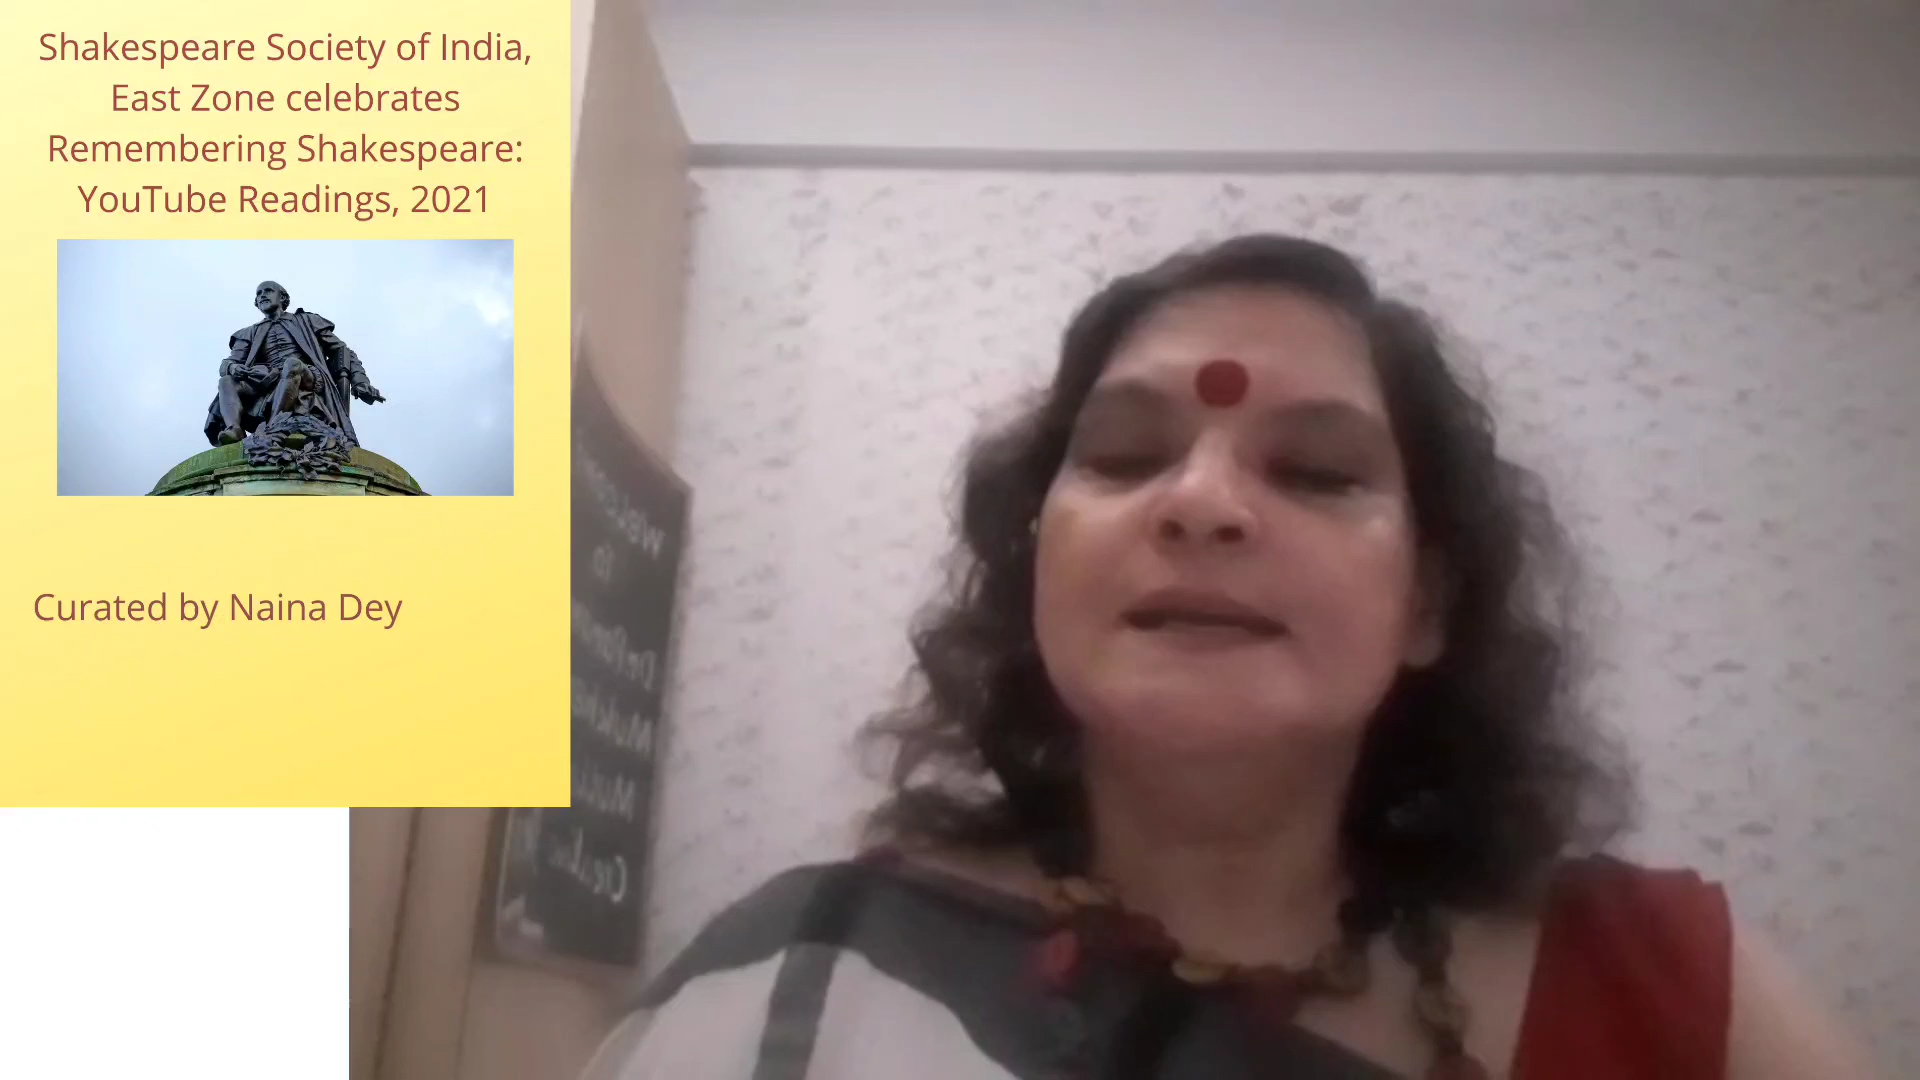 Shakespeare Society of India,
East Zone celebrates
Remembering Shakespeare:
YouTube Readings, 2021
Curated by Naina Dey